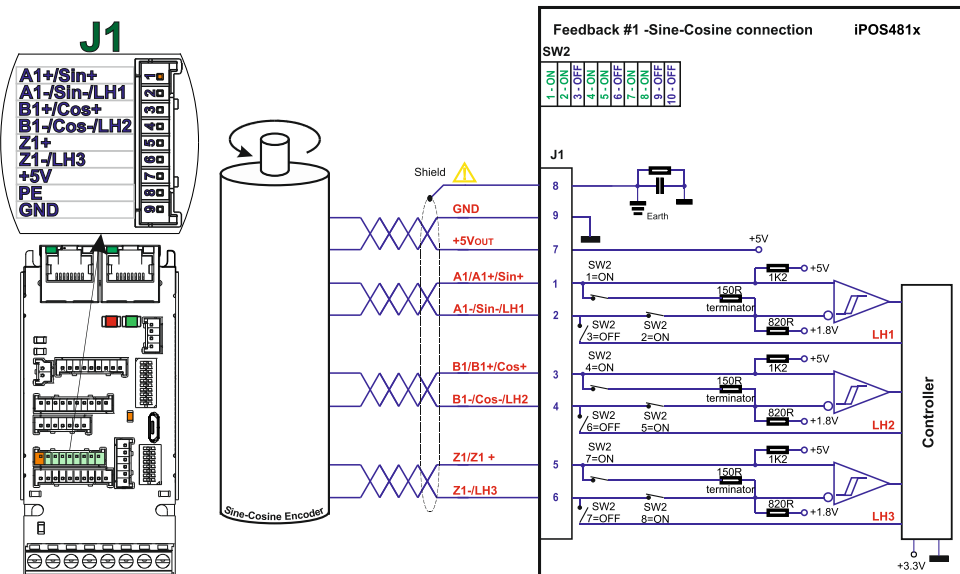 J1
A1+/Sin+
A1-/Sin-/LH1
B1+/Cos+
B1-/Cos-/LH2
Z1+
Z1-/LH3
+5V
PE
GND
1
2
3
4
5
6
7
8
9
Sine-Cosine Encoder
Shield
GND
+5VOUT
A1/A1+/Sin+
A1-/Sin-/LH1
B1/B1+/Cos+
B1-/Cos-/LH2
Z1/Z1 +
Z1-/LH3
Feedback #1 -Sine-Cosine connection iPOS481x
SW2
1 - ON
2 - ON
3 - OFF
4 - ON
5 - ON
6 - OFF
7 - ON
8 - ON
9 - OFF
10 - OFF
J1
8
9
7
1
2
3
4
5
6
Earth
+5V
SW2
1=ON
+5V
1K2
150R
terminator
820R
+1.8V
SW2
3=OFF
SW2
2=ON
LH1
SW2
4=ON
+5V
1K2
150R
terminator
820R
+1.8V
SW2
6=OFF
SW2
5=ON
LH2
SW2
7=ON
+5V
1K2
150R
terminator
820R
+1.8V
SW2
7=OFF
SW2
8=ON
LH3
Controller
+3.3V